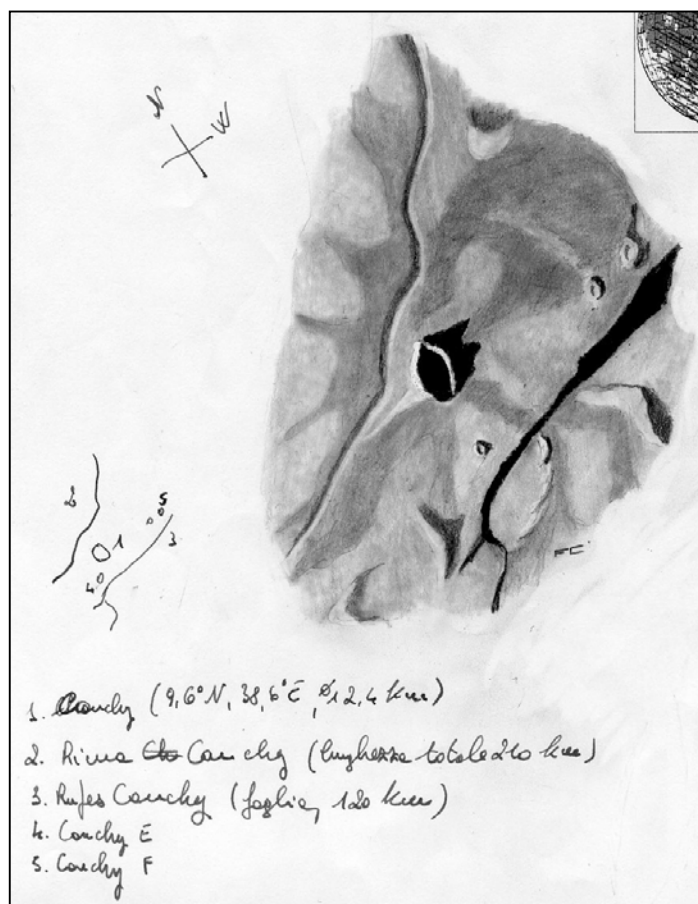 N
W
2
5
1
3
4
FC
1. Cauchy (9,6°N, 38,6°E, ø12,4 km)
2. Rima Cauchy (lunghezza totale 210 km)
3. Rupes Cauchy (faglia, 120 km)
4. Cauchy E
5. Cauchy F